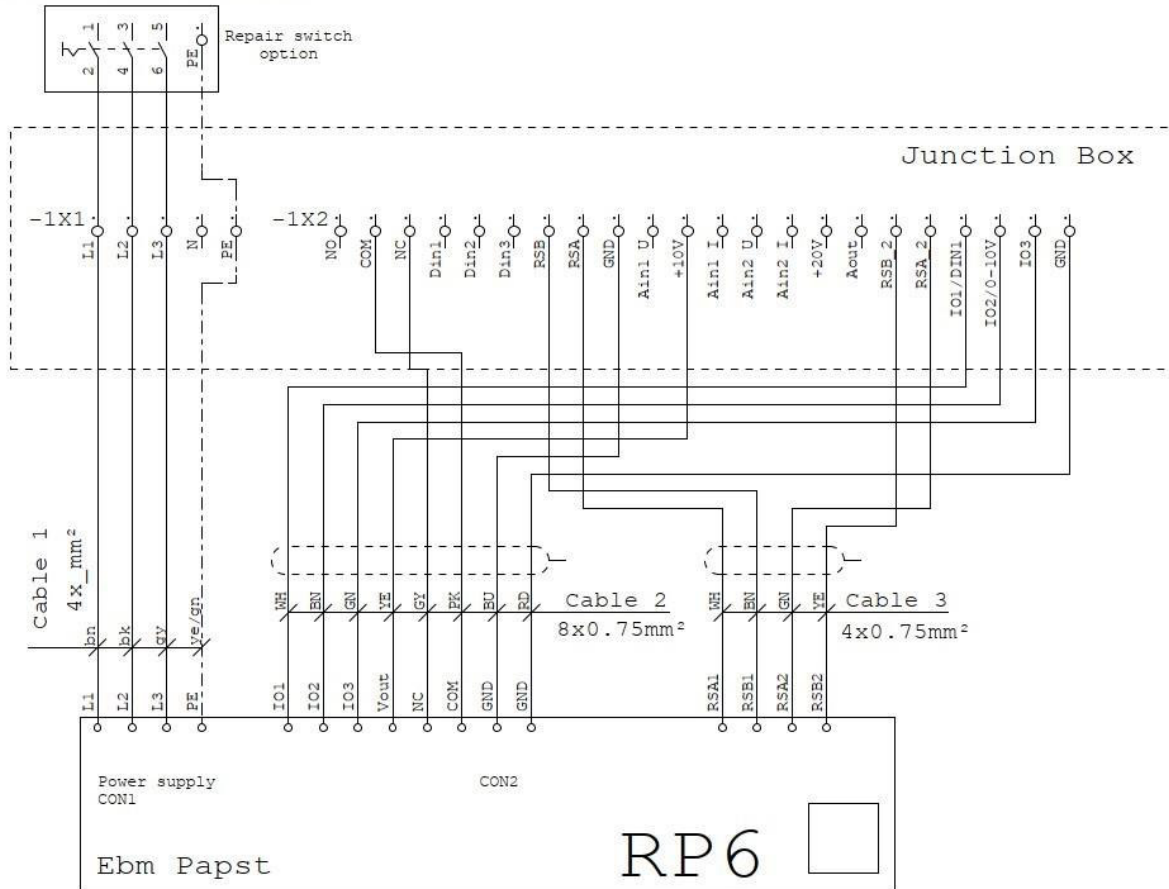 1 3 5
PE
Repair switch
option
2 4 6
Junction Box
-1X1
L1 L2 L3 N PE
-1X2
NO COM NC Din1 Din2 Din3 RSB RSA GND Ain1 U +10V Ain1 I Ain2 U Ain2 I +20V Aout RSB_2 RSA_2 IO1/DIN1 IO2/0-10V IO3 GND
Cable 1
4x_mm²
bn bk gy ye/gn
WH BN GN YE GY PK BU RD
Cable 2
8x0.75mm²
WH BN GN YE
Cable 3
4x0.75mm²
L1 L2 L3 PE
IO1 IO2 IO3 Vout NC COM GND GND
RSA1 RSB1 RSA2 RSB2
Power supply
CON1
CON2
Ebm Papst
RP6